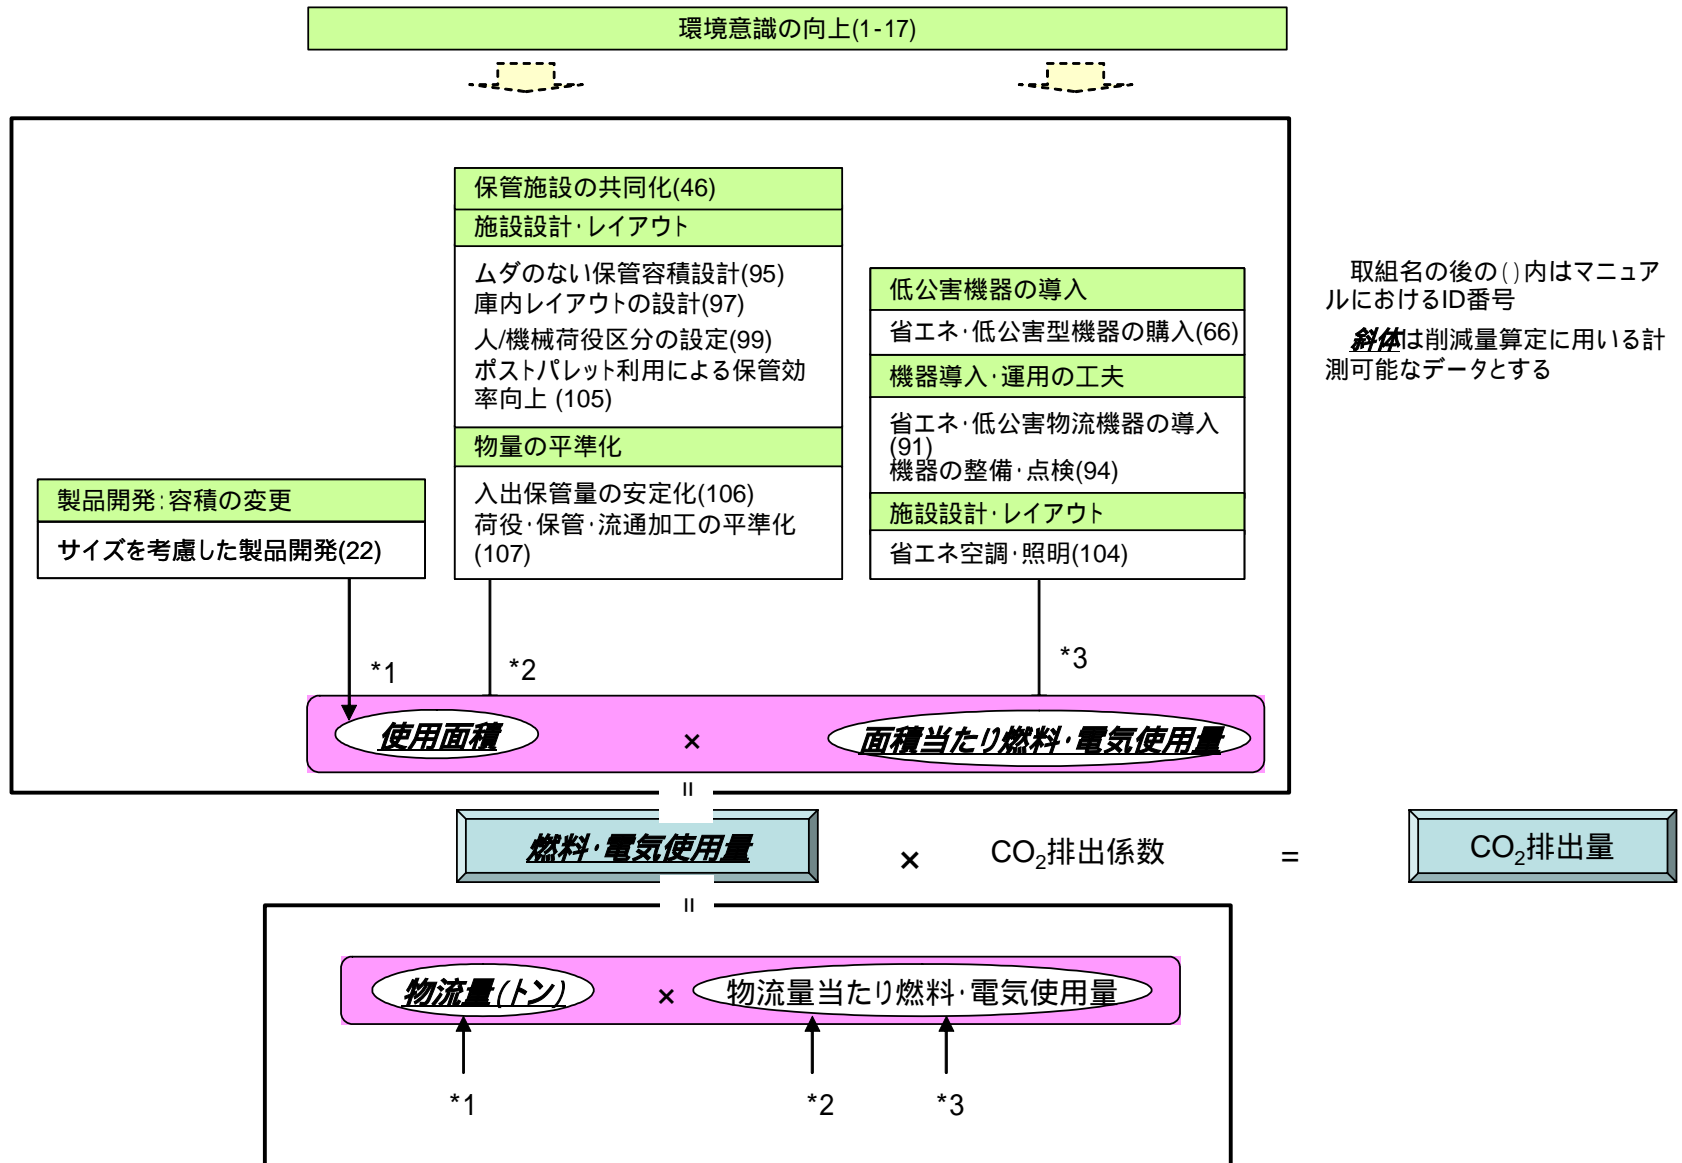 環境意識の向上(1-17)
保管施設の共同化(46)
施設設計･レイアウト
ムダのない保管容積設計(95)
庫内レイアウトの設計(97)
人/機械荷役区分の設定(99)
ポストパレット利用による保管効
率向上 (105)
物量の平準化
入出保管量の安定化(106)
荷役･保管･流通加工の平準化
(107)
製品開発:容積の変更
サイズを考慮した製品開発(22)
低公害機器の導入
省エネ･低公害型機器の購入(66)
機器導入･運用の工夫
省エネ･低公害物流機器の導入
(91)
機器の整備･点検(94)
施設設計･レイアウト
省エネ空調･照明(104)
取組名の後の()内はマニュア
ルにおけるID番号
斜体は削減量算定に用いる計
測可能なデータとする
*1
*2
*3
使用面積 × 面積当たり燃料･電気使用量
=
燃料･電気使用量 × CO₂排出係数 = CO₂排出量
=
物流量(トン) × 物流量当たり燃料･電気使用量
*1
*2
*3